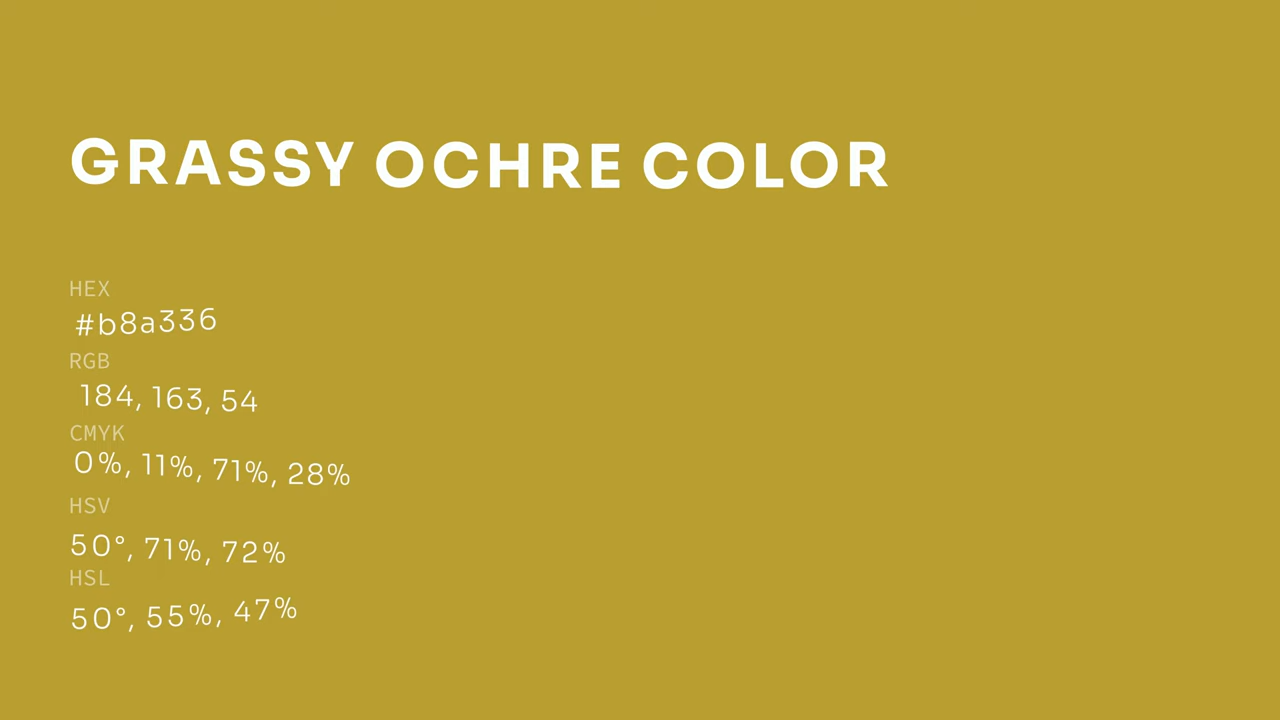 GRASSY OCHRE COLOR
HEX
#b8a336
RGB
184, 163, 54
CMYK
0%, 11%, 71%, 28%
HSV
50°, 71%, 72%
HSL
50°, 55%, 47%